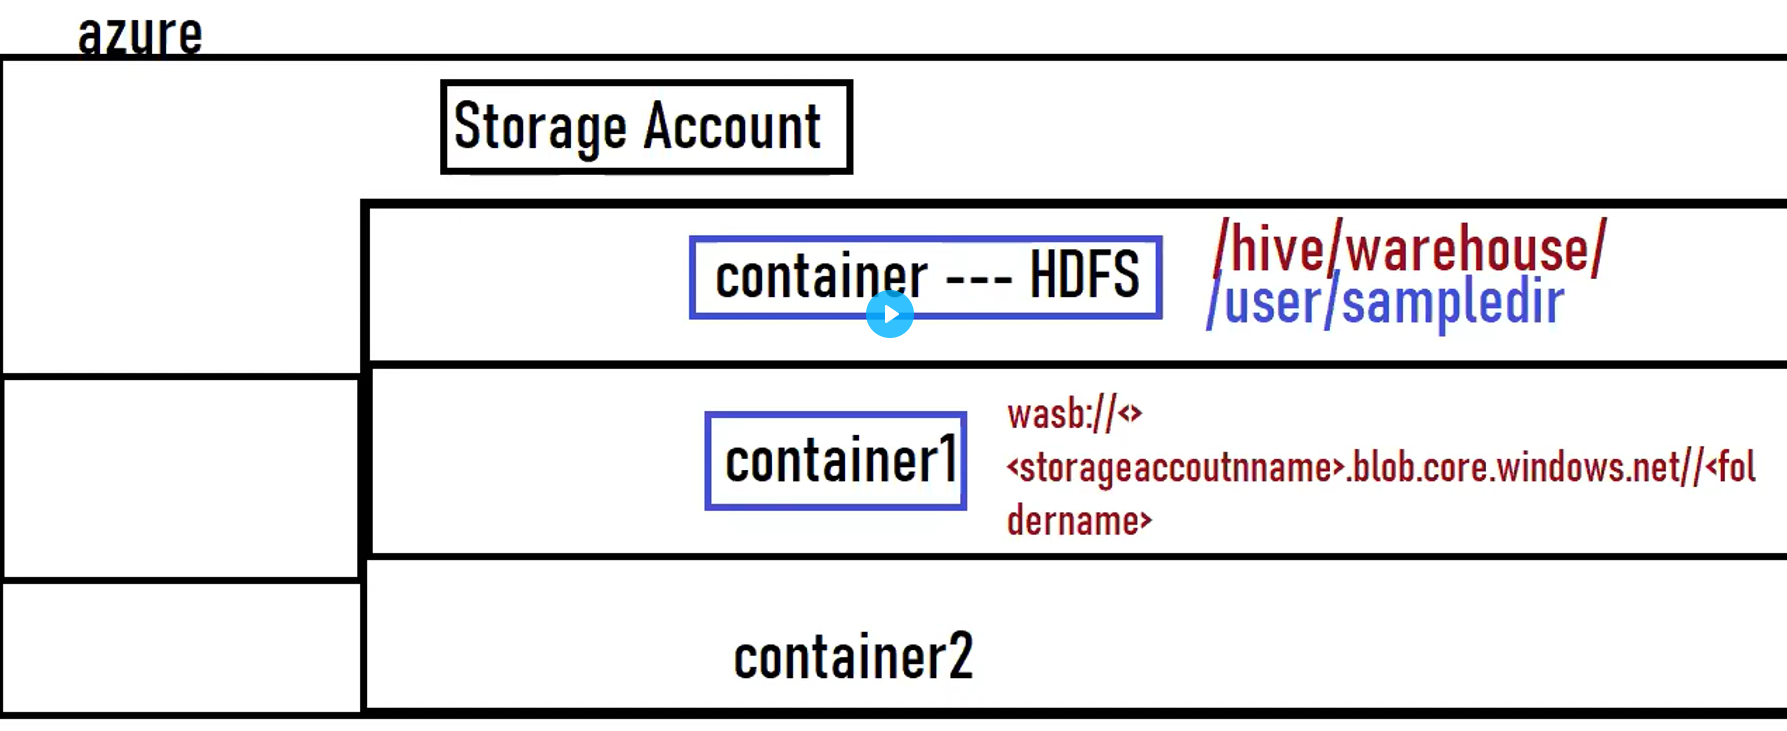 azure
Storage Account
container --- HDFS
/hive/warehouse/
/user/sampledir
container1
wasb://<>
<storageaccoutnname>.blob.core.windows.net//<fol
dername>
container2